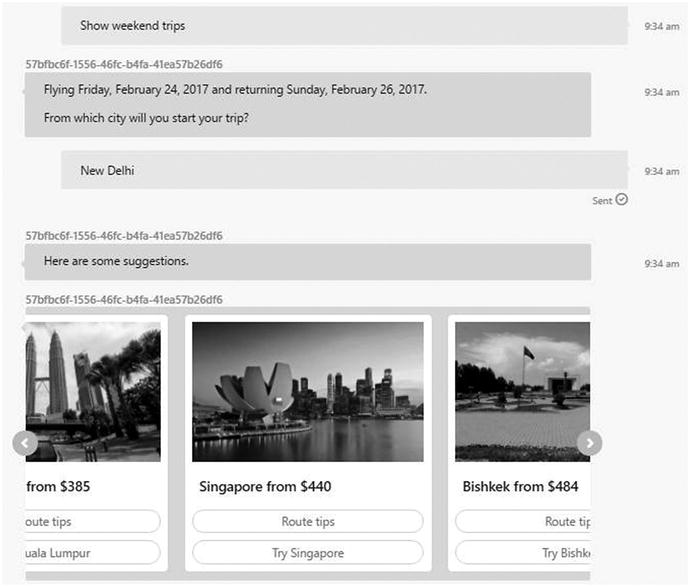 Show weekend trips
9:34 am
57bfbc6f-1556-46fc-b4fa-41ea57b26df6
Flying Friday, February 24, 2017 and returning Sunday, February 26, 2017.
9:34 am
From which city will you start your trip?
New Delhi
9:34 am
Sent
57bfbc6f-1556-46fc-b4fa-41ea57b26df6
Here are some suggestions.
9:34 am
57bfbc6f-1556-46fc-b4fa-41ea57b26df6
from $385
Singapore from $440
Bishkek from $484
oute tips
Route tips
Route tip
uala Lumpur
Try Singapore
Try Bishk